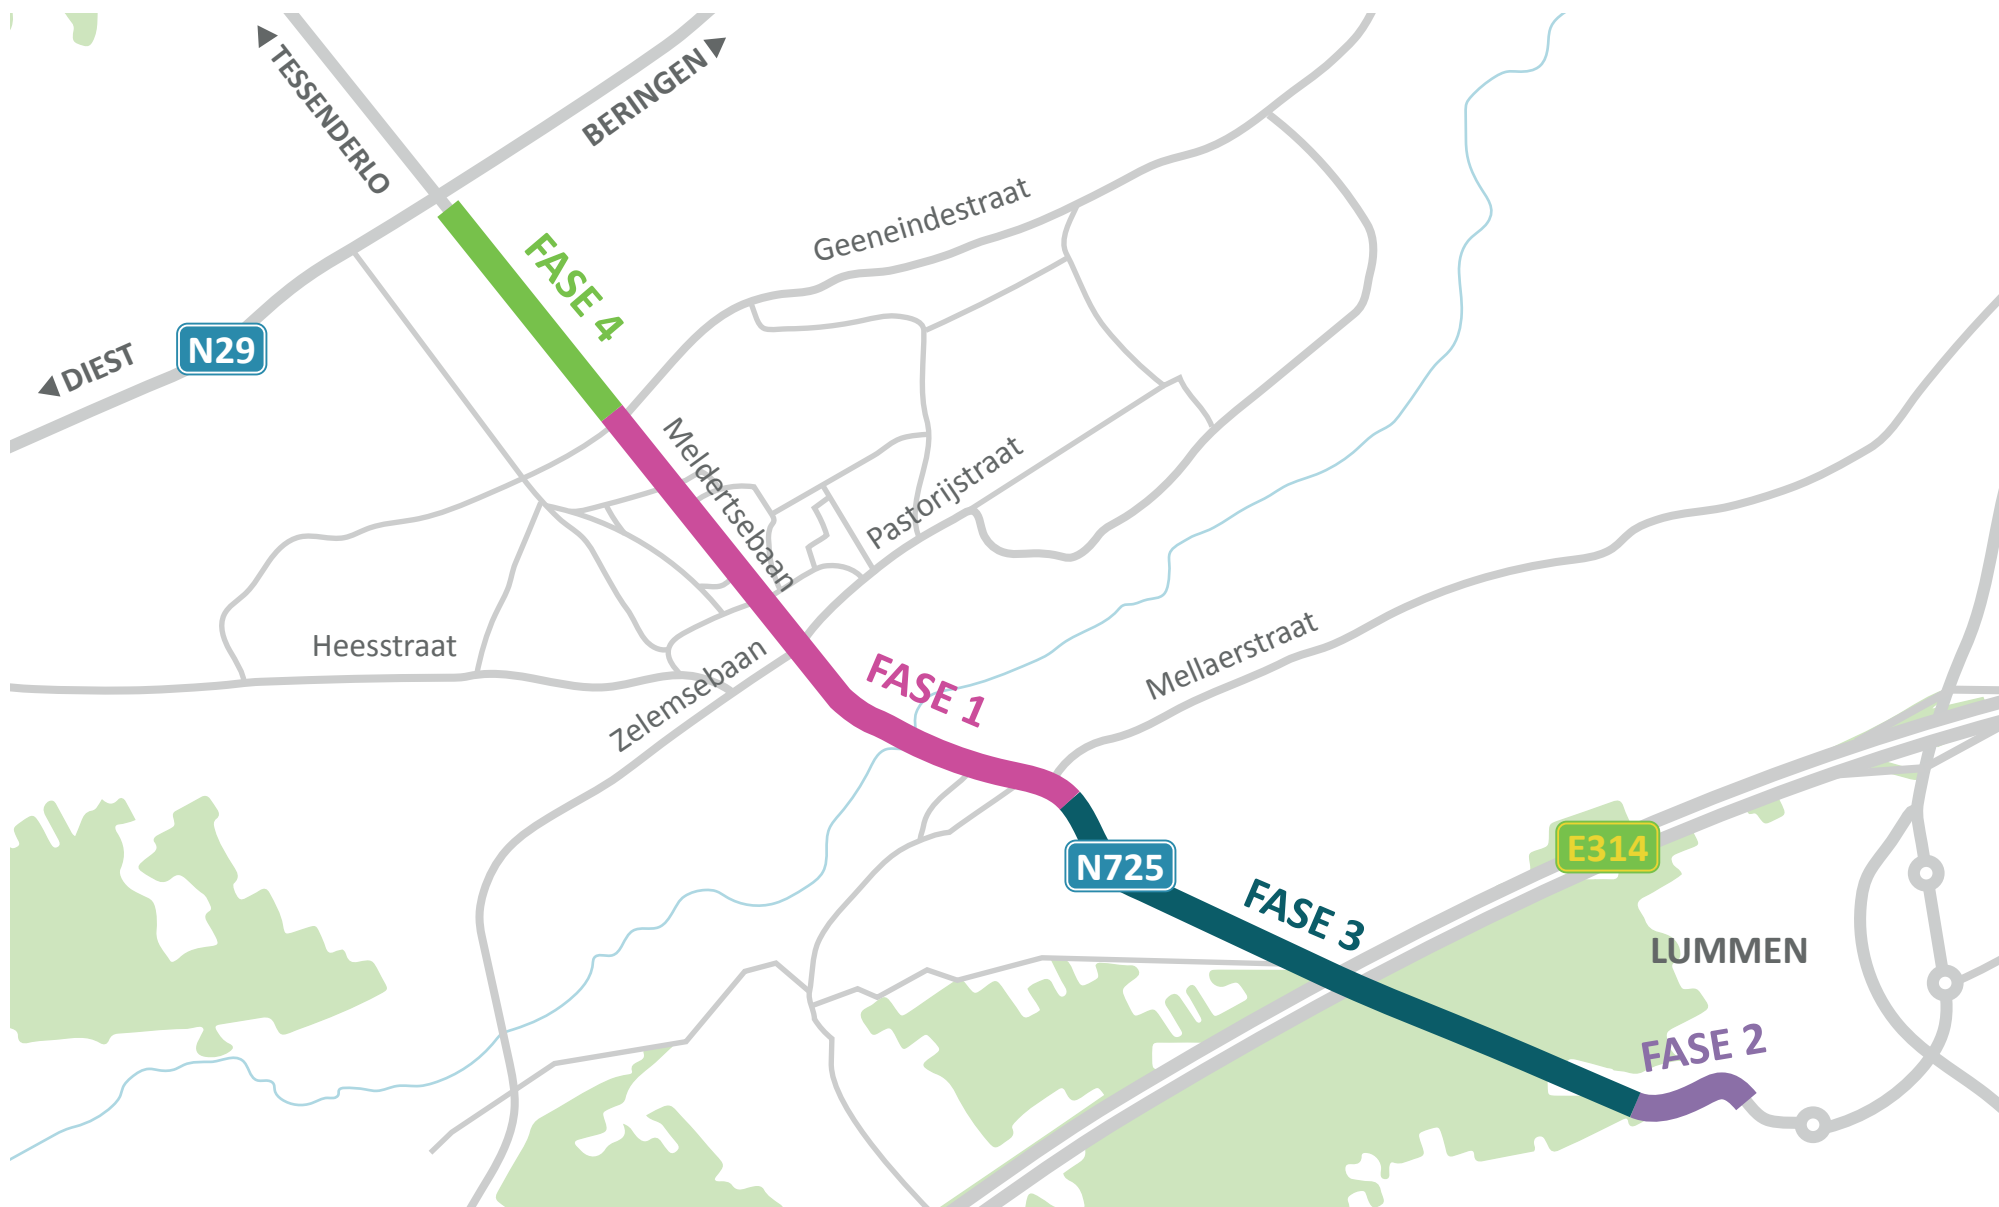 TESSENDERLO
BERINGEN
Geeneindestraat
FASE 4
N29
DIEST
Meldertsebaan
Pastorijstraat
Heesstraat
Zelemsebaan
Mellaerstraat
FASE 1
E314
N725
FASE 3
LUMMEN
FASE 2